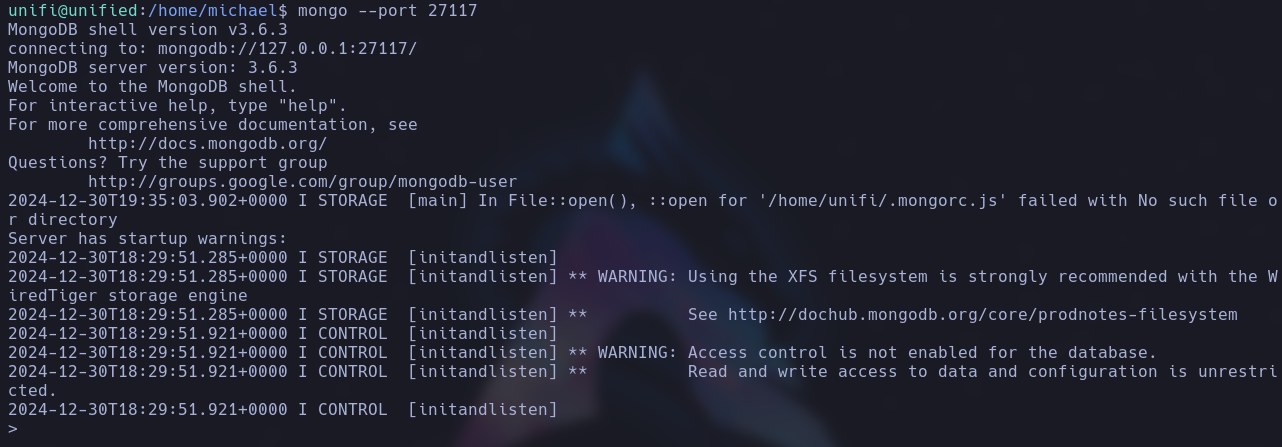 unifi@unified:/home/michael$ mongo --port 27117
MongoDB shell version v3.6.3
connecting to: mongodb://127.0.0.1:27117/
MongoDB server version: 3.6.3
Welcome to the MongoDB shell.
For interactive help, type "help".
For more comprehensive documentation, see
        http://docs.mongodb.org/
Questions? Try the support group
        http://groups.google.com/group/mongodb-user
2024-12-30T19:35:03.902+0000 I STORAGE  [main] In File::open(), ::open for '/home/unifi/.mongorc.js' failed with No such file o
r directory
Server has startup warnings:
2024-12-30T18:29:51.285+0000 I STORAGE  [initandlisten]
2024-12-30T18:29:51.285+0000 I STORAGE  [initandlisten] ** WARNING: Using the XFS filesystem is strongly recommended with the W
iredTiger storage engine
2024-12-30T18:29:51.285+0000 I STORAGE  [initandlisten] **          See http://dochub.mongodb.org/core/prodnotes-filesystem
2024-12-30T18:29:51.921+0000 I CONTROL  [initandlisten]
2024-12-30T18:29:51.921+0000 I CONTROL  [initandlisten] ** WARNING: Access control is not enabled for the database.
2024-12-30T18:29:51.921+0000 I CONTROL  [initandlisten] **          Read and write access to data and configuration is unrestri
cted.
2024-12-30T18:29:51.921+0000 I CONTROL  [initandlisten]
>